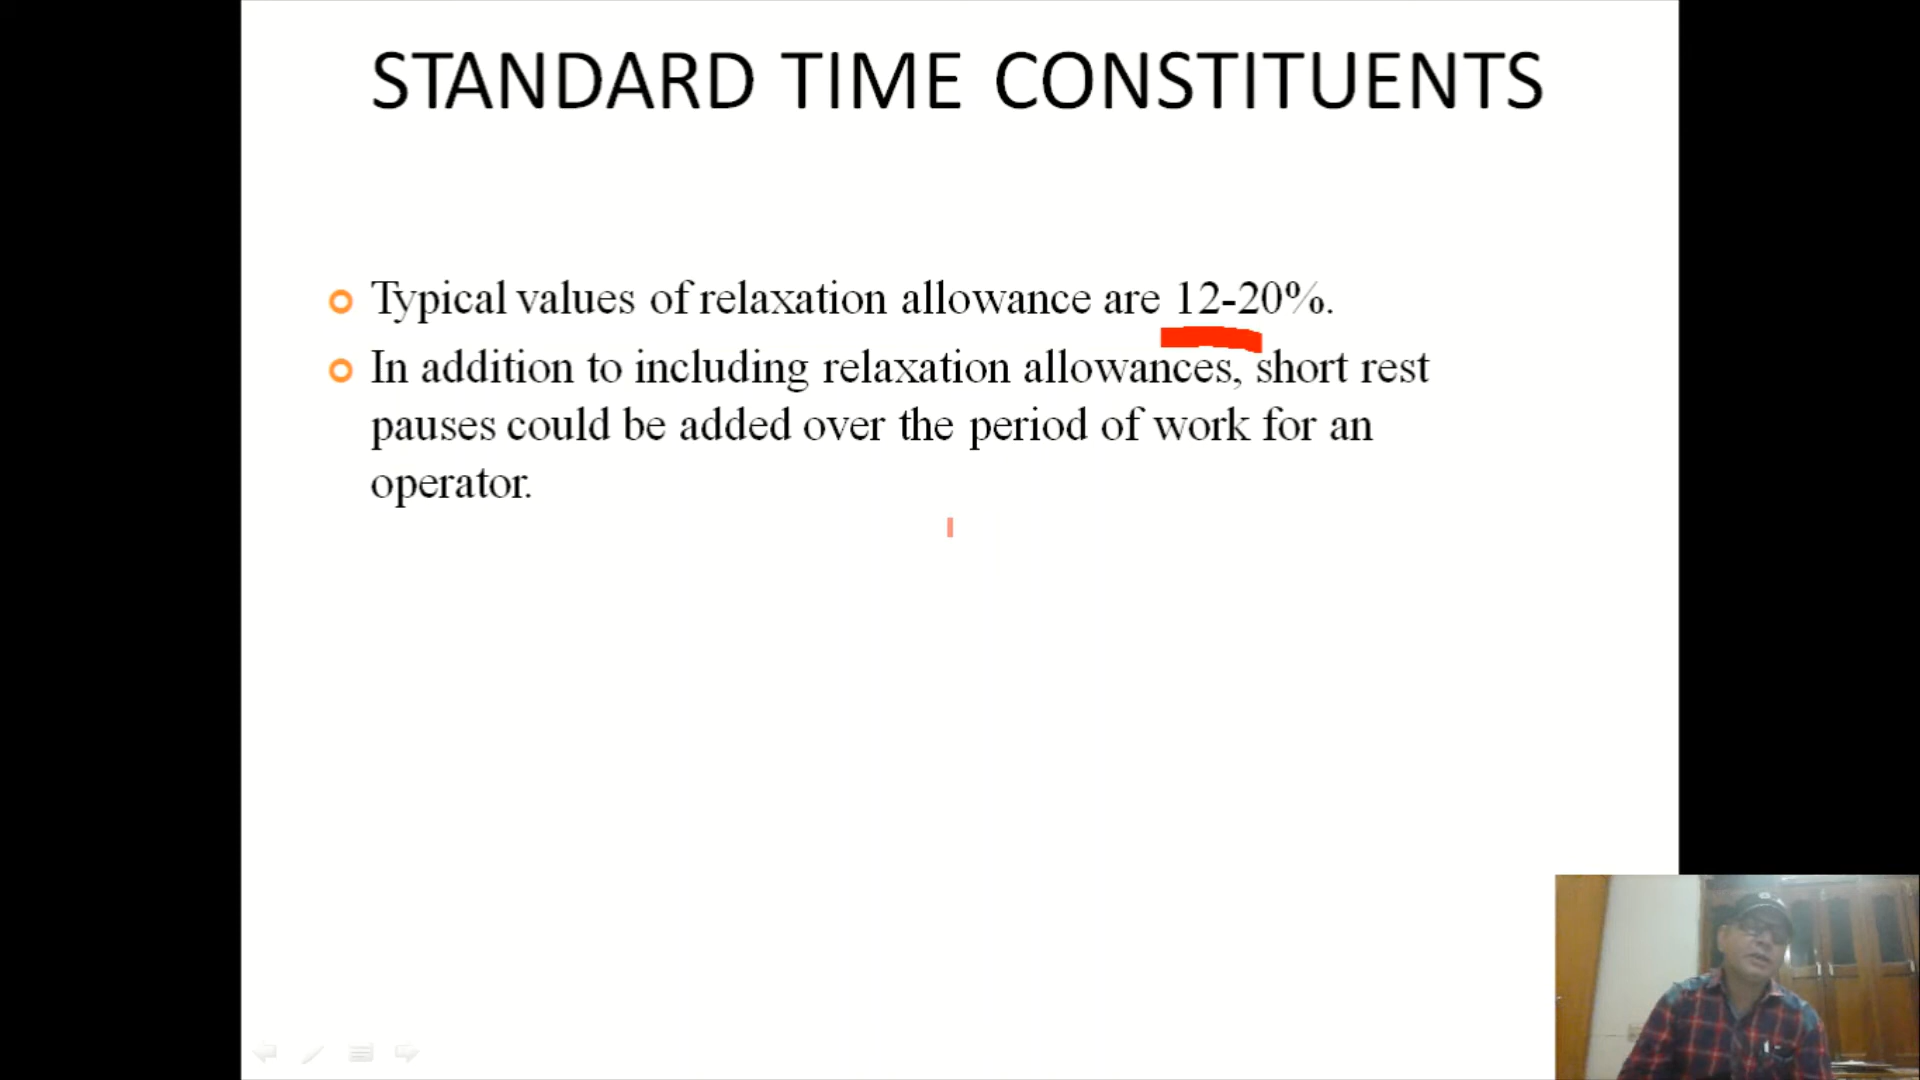 STANDARD TIME CONSTITUENTS
Typical values of relaxation allowance are 12-20%.
In addition to including relaxation allowances, short rest
pauses could be added over the period of work for an
operator.